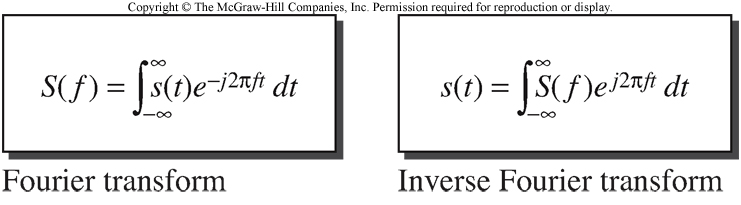 Copyright © The McGraw-Hill Companies, Inc. Permission required for reproduction or display.
S(f) = ∫_{−∞}^{∞} s(t)e^{−j2πft} dt
s(t) = ∫_{−∞}^{∞} S(f)e^{j2πft} dt
Fourier transform
Inverse Fourier transform